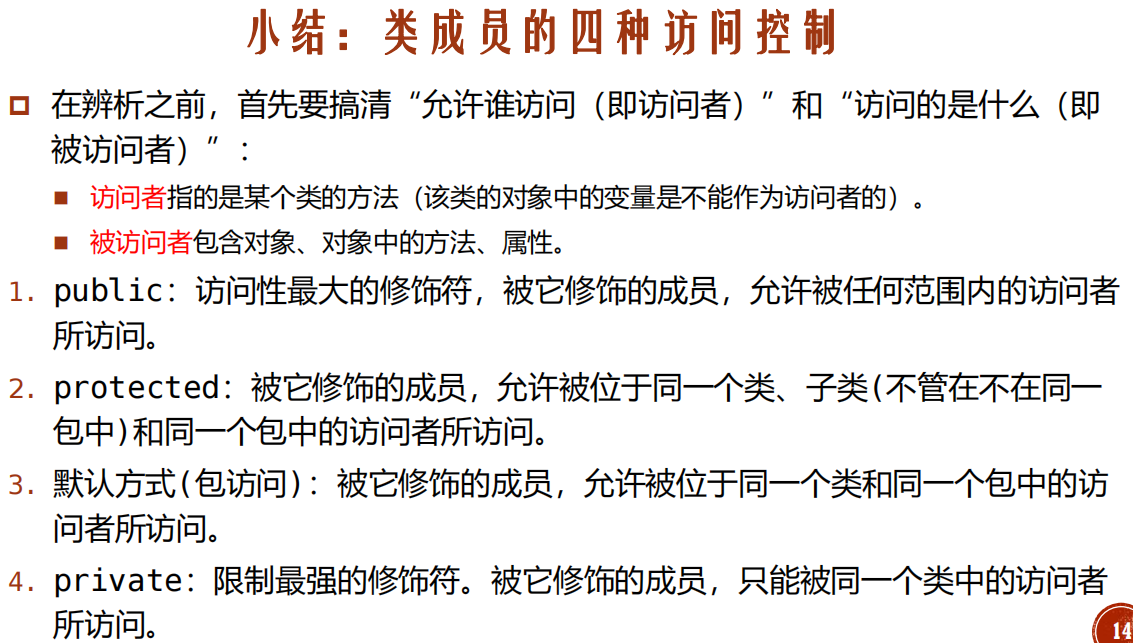 小结：类成员的四种访问控制
在辨析之前，首先要搞清“允许谁访问（即访问者）”和“访问的是什么（即
被访问者）”：
访问者指的是某个类的方法（该类的对象中的变量是不能作为访问者的）。
被访问者包含对象、对象中的方法、属性。
1. public：访问性最大的修饰符，被它修饰的成员，允许被任何范围内的访问者
所访问。
2. protected：被它修饰的成员，允许被位于同一个类、子类(不管在不在同一
包中)和同一个包中的访问者所访问。
3. 默认方式(包访问)：被它修饰的成员，允许被位于同一个类和同一个包中的访
问者所访问。
4. private：限制最强的修饰符。被它修饰的成员，只能被同一个类中的访问者
所访问。
14